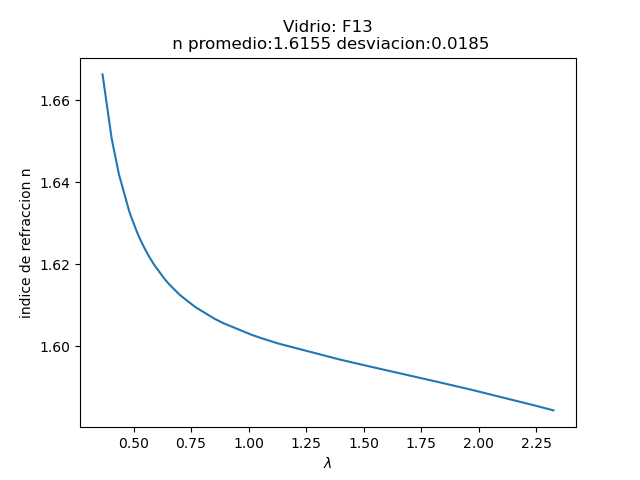 Vidrio: F13
n promedio:1.6155 desviacion:0.0185
indice de refraccion n
1.66
1.64
1.62
1.60
0.50 0.75 1.00 1.25 1.50 1.75 2.00 2.25
λ